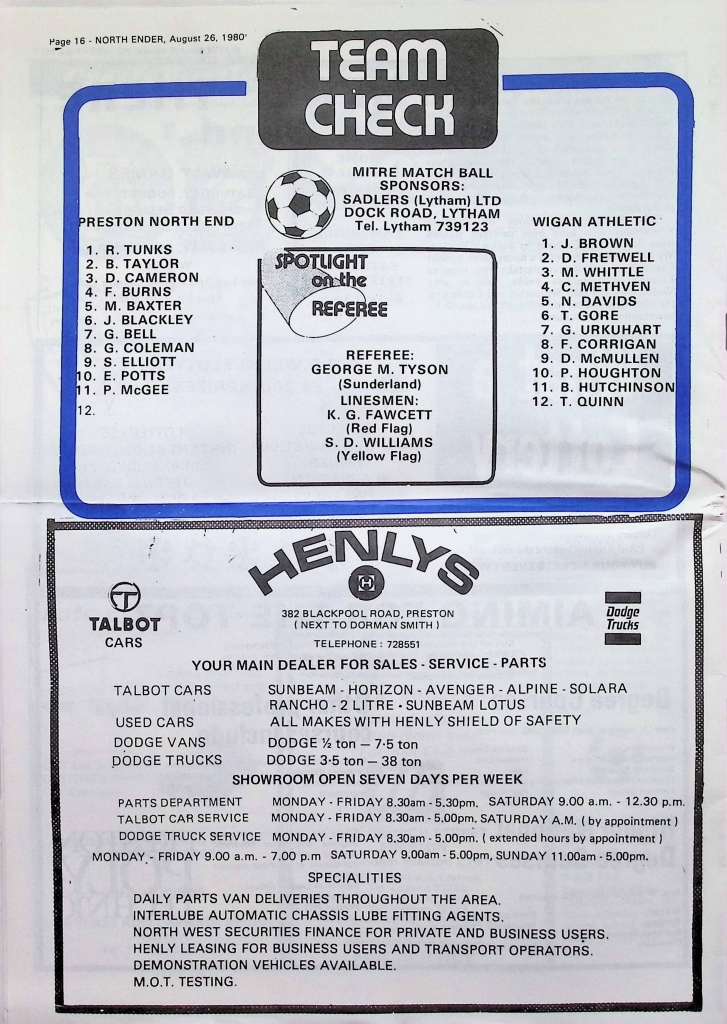 Page 16 - NORTH ENDER, August 26, 1980
TEAM
CHECK
MITRE MATCH BALL
SPONSORS:
SADLERS (Lytham) LTD
DOCK ROAD, LYTHAM
Tel. Lytham 739123
PRESTON NORTH END
1. R. TUNKS
2. B. TAYLOR
3. D. CAMERON
4. F. BURNS
5. M. BAXTER
6. J. BLACKLEY
7. G. BELL
8. G. COLEMAN
9. S. ELLIOTT
10. E. POTTS
11. P. McGEE
12.
SPOTLIGHT
on the
REFEREE
REFEREE:
GEORGE M. TYSON
(Sunderland)
LINESMEN:
K. G. FAWCETT
(Red Flag)
S. D. WILLIAMS
(Yellow Flag)
WIGAN ATHLETIC
1. J. BROWN
2. D. FRETWELL
3. M. WHITTLE
4. C. METHVEN
5. N. DAVIDS
6. T. GORE
7. G. URKUHART
8. F. CORRIGAN
9. D. McMULLEN
10. P. HOUGHTON
11. B. HUTCHINSON
12. T. QUINN
HENLYS
H
TALBOT
CARS
382 BLACKPOOL ROAD, PRESTON
( NEXT TO DORMAN SMITH )
TELEPHONE : 728551
Dodge
Trucks
YOUR MAIN DEALER FOR SALES - SERVICE - PARTS
TALBOT CARS SUNBEAM - HORIZON - AVENGER - ALPINE - SOLARA
RANCHO - 2 LITRE - SUNBEAM LOTUS
USED CARS ALL MAKES WITH HENLY SHIELD OF SAFETY
DODGE VANS DODGE ½ ton — 7·5 ton
DODGE TRUCKS DODGE 3·5 ton — 38 ton
SHOWROOM OPEN SEVEN DAYS PER WEEK
PARTS DEPARTMENT MONDAY - FRIDAY 8.30am - 5.30pm. SATURDAY 9.00 a.m. - 12.30 p.m.
TALBOT CAR SERVICE MONDAY - FRIDAY 8.30am - 5.00pm. SATURDAY A.M. ( by appointment )
DODGE TRUCK SERVICE MONDAY - FRIDAY 8.30am - 5.00pm. ( extended hours by appointment )
MONDAY - FRIDAY 9.00 a.m. - 7.00 p.m SATURDAY 9.00am - 5.00pm, SUNDAY 11.00am - 5.00pm.
SPECIALITIES
DAILY PARTS VAN DELIVERIES THROUGHOUT THE AREA.
INTERLUBE AUTOMATIC CHASSIS LUBE FITTING AGENTS.
NORTH WEST SECURITIES FINANCE FOR PRIVATE AND BUSINESS USERS.
HENLY LEASING FOR BUSINESS USERS AND TRANSPORT OPERATORS.
DEMONSTRATION VEHICLES AVAILABLE.
M.O.T. TESTING.